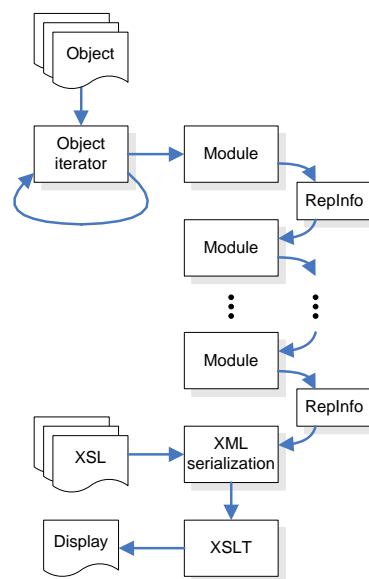 Object
Object
iterator
Module
RepInfo
Module
Module
RepInfo
XSL
XML
serialization
Display
XSLT